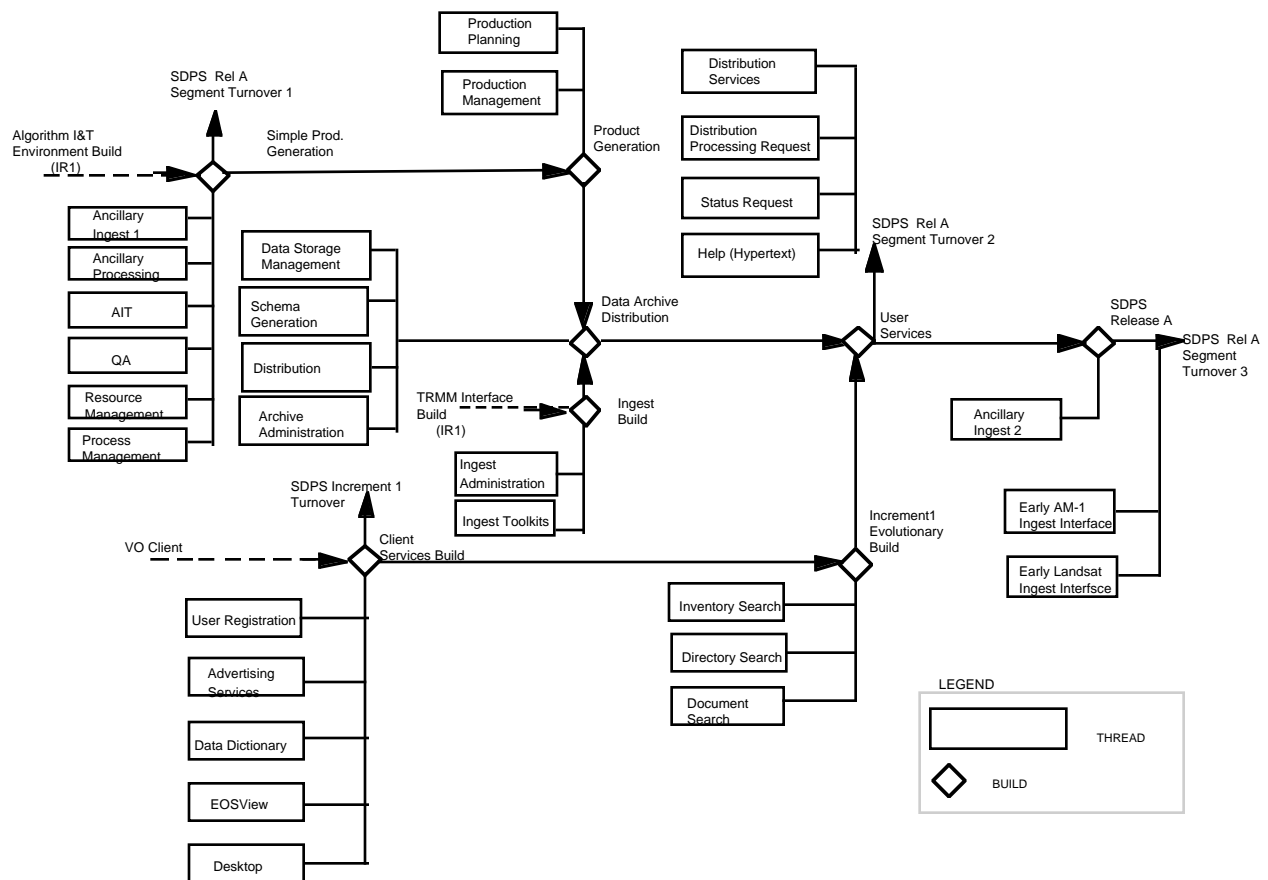 Production
Planning
Production
Management
SDPS Rel A
Segment Turnover 1
Distribution
Services
Algorithm I&T
Environment Build
(IR1)
Simple Prod.
Generation
Product
Generation
Distribution
Processing Request
Status Request
Help (Hypertext)
SDPS Rel A
Segment Turnover 2
Ancillary
Ingest 1
Ancillary
Processing
AIT
QA
Resource
Management
Process
Management
Data Storage
Management
Schema
Generation
Distribution
Archive
Administration
Data Archive
Distribution
User
Services
SDPS
Release A
SDPS Rel A
Segment
Turnover 3
TRMM Interface
Build
(IR1)
Ingest
Build
Ancillary
Ingest 2
Ingest
Administration
Ingest Toolkits
SDPS Increment 1
Turnover
VO Client
Client
Services Build
Increment1
Evolutionary
Build
Early AM-1
Ingest Interface
Early Landsat
Ingest Interfsce
User Registration
Advertising
Services
Data Dictionary
EOSView
Desktop
Inventory Search
Directory Search
Document
Search
LEGEND
THREAD
BUILD